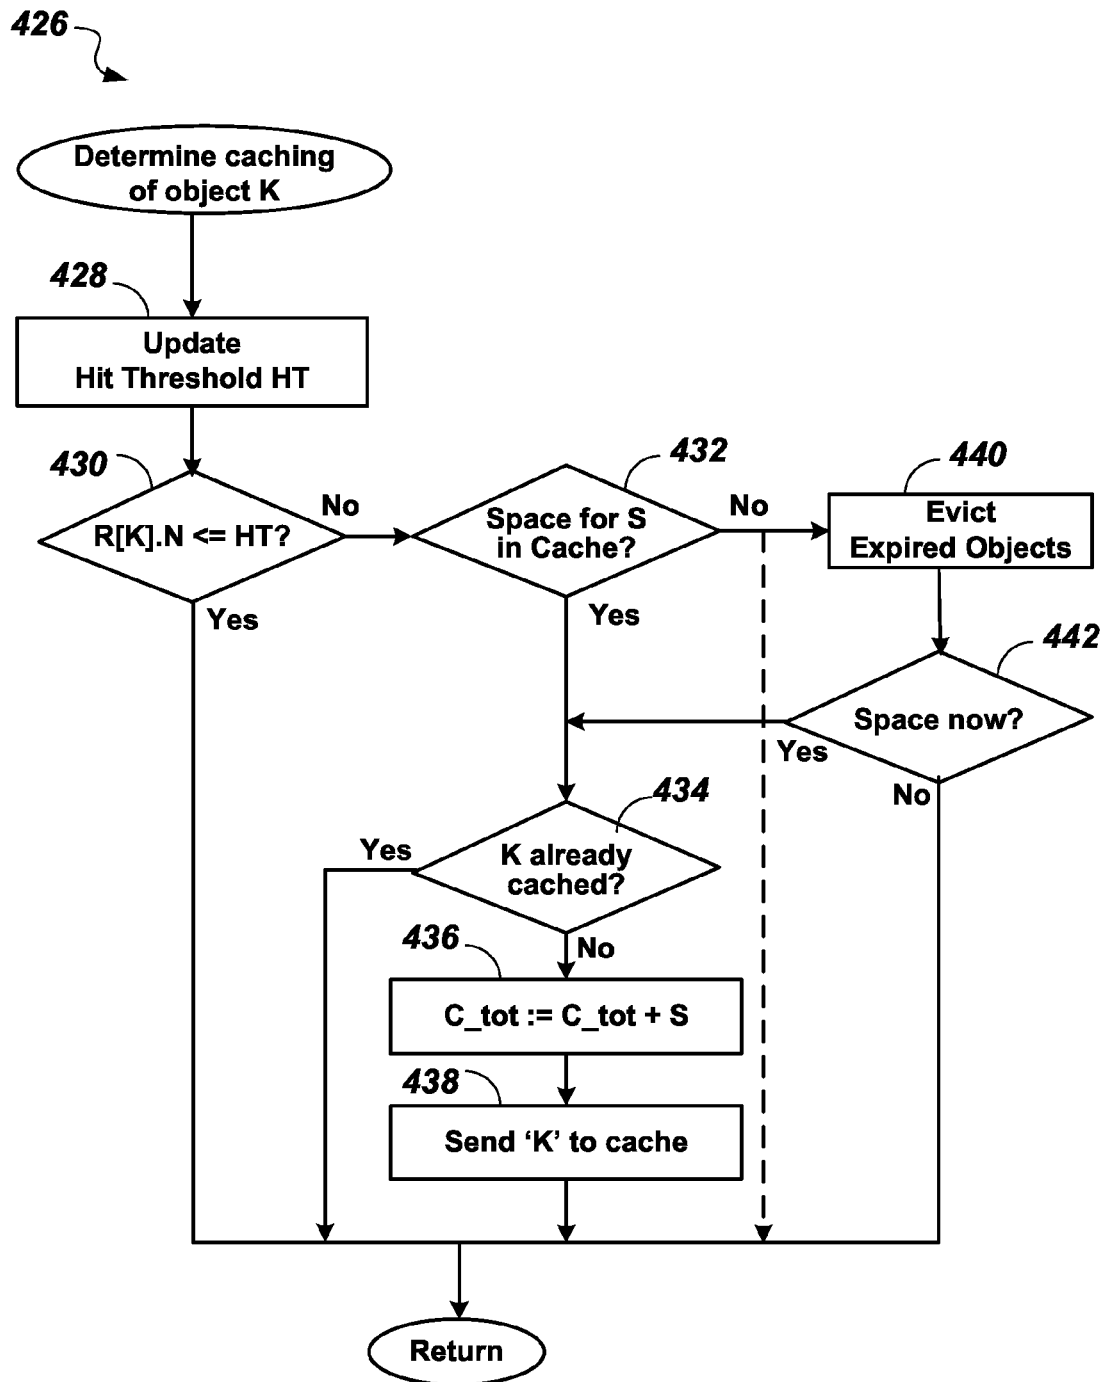 426
Determine caching
of object K
428
Update
Hit Threshold HT
430
R[K].N <= HT?
No
Yes
432
Space for S
in Cache?
No
Yes
440
Evict
Expired Objects
442
Space now?
Yes
No
434
K already
cached?
Yes
No
436
C_tot := C_tot + S
438
Send ‘K’ to cache
Return